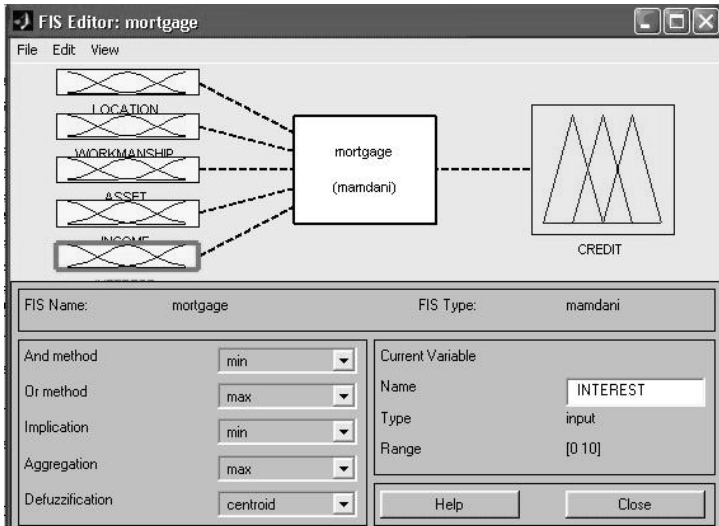 FIS Editor: mortgage
File Edit View
LOCATION
WORKMANSHIP
ASSET
INCOME
mortgage
(mamdani)
CREDIT
FIS Name: mortgage FIS Type: mamdani
And method min
Or method max
Implication min
Aggregation max
Defuzzification centroid
Current Variable
Name INTEREST
Type input
Range [0 10]
Help Close